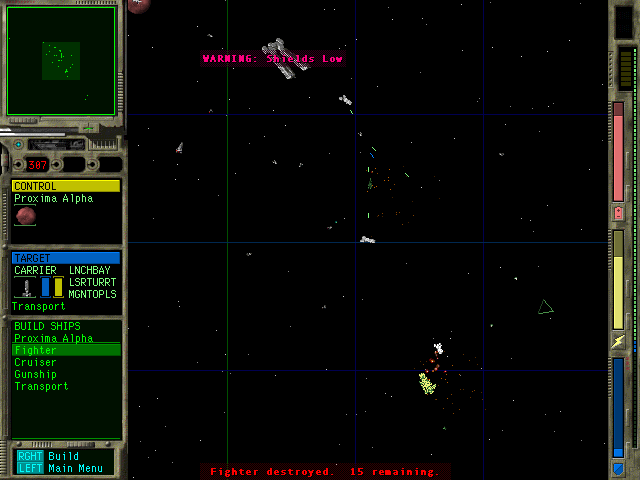 WARNING: Shields Low
307
CONTROL
Proxima Alpha
TARGET
CARRIER LNCHBAY
LSRTURRT
MGNTOPLS
Transport
BUILD SHIPS
Proxima Alpha
Fighter
Cruiser
Gunship
Transport
RGHT Build
LEFT Main Menu
Fighter destroyed. 15 remaining.